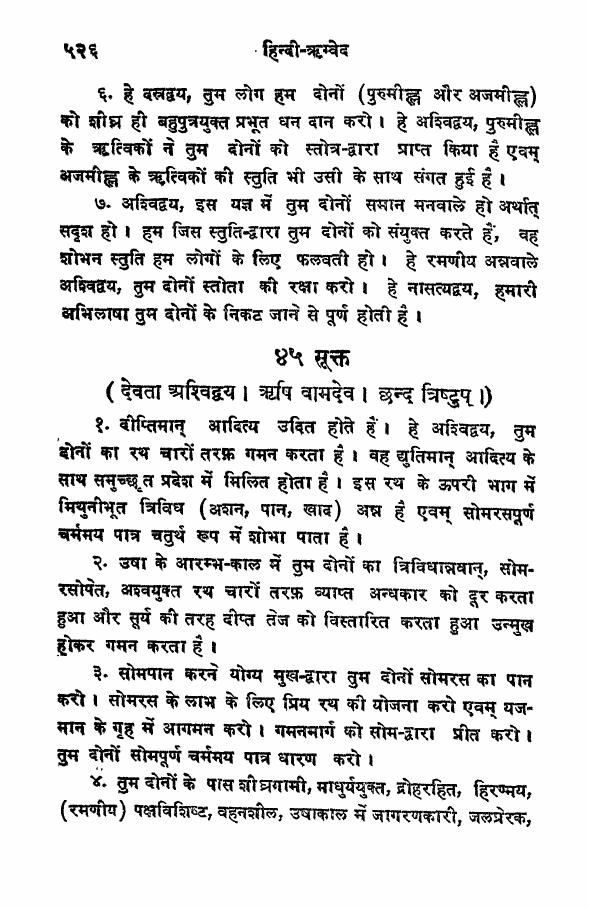 ५२६ हिन्दी-ऋग्वेद
६. हे दस्रद्वय, तुम लोग हम दोनों (पुरुमीह्ल और अजमीह्ल)
को शीघ्र ही बहुपुत्रयुक्त प्रभूत धन दान करो। हे अश्विद्वय, पुरुमीह्ल
के ऋत्विकों ने तुम दोनों को स्तोत्र-द्वारा प्राप्त किया है एवम्
अजमीह्ल के ऋत्विकों की स्तुति भी उसी के साथ संगत हुई है।
७. अश्विद्वय, इस यज्ञ में तुम दोनों समान मनवाले हो अर्थात्
सदृश हो। हम जिस स्तुति-द्वारा तुम दोनों को संयुक्त करते हैं, वह
शोभन स्तुति हम लोगों के लिए फलवती हो। हे रमणीय अन्नवाले
अश्विद्वय, तुम दोनों स्तोता की रक्षा करो। हे नासत्यद्वय, हमारी
अभिलाषा तुम दोनों के निकट जाने से पूर्ण होती है।
४५ सूक्त
(देवता अश्विद्वय। ऋषि वामदेव। छन्द त्रिष्टुप्।)
१. दीप्तिमान् आदित्य उदित होते हैं। हे अश्विद्वय, तुम
दोनों का रथ चारों तरफ़ गमन करता है। वह द्युतिमान् आदित्य के
साथ समुच्छृत प्रदेश में मिलित होता है। इस रथ के ऊपरी भाग में
मिथुनीभूत त्रिविध (अशन, पान, खाद) अन्न है एवम् सोमरसपूर्ण
चर्ममय पात्र चतुर्थ रूप में शोभा पाता है।
२. उषा के आरम्भ-काल में तुम दोनों का त्रिविधान्नवान्, सोम-
रसोपेत, अश्वयुक्त रथ चारों तरफ़ व्याप्त अन्धकार को दूर करता
हुआ और सूर्य की तरह दीप्त तेज को विस्तारित करता हुआ उन्मुख
होकर गमन करता है।
३. सोमपान करने योग्य मुख-द्वारा तुम दोनों सोमरस का पान
करो। सोमरस के लाभ के लिए प्रिय रथ की योजना करो एवम् यज-
मान के गृह में आगमन करो। गमनमार्ग को सोम-द्वारा प्रीत करो।
तुम दोनों सोमपूर्ण चर्ममय पात्र धारण करो।
४. तुम दोनों के पास शीघ्रगामी, माधुर्ययुक्त, द्रोहरहित, हिरण्मय,
(रमणीय) पक्षविशिष्ट, वहनशील, उषाकाल में जागरणकारी, जलप्रेरक,